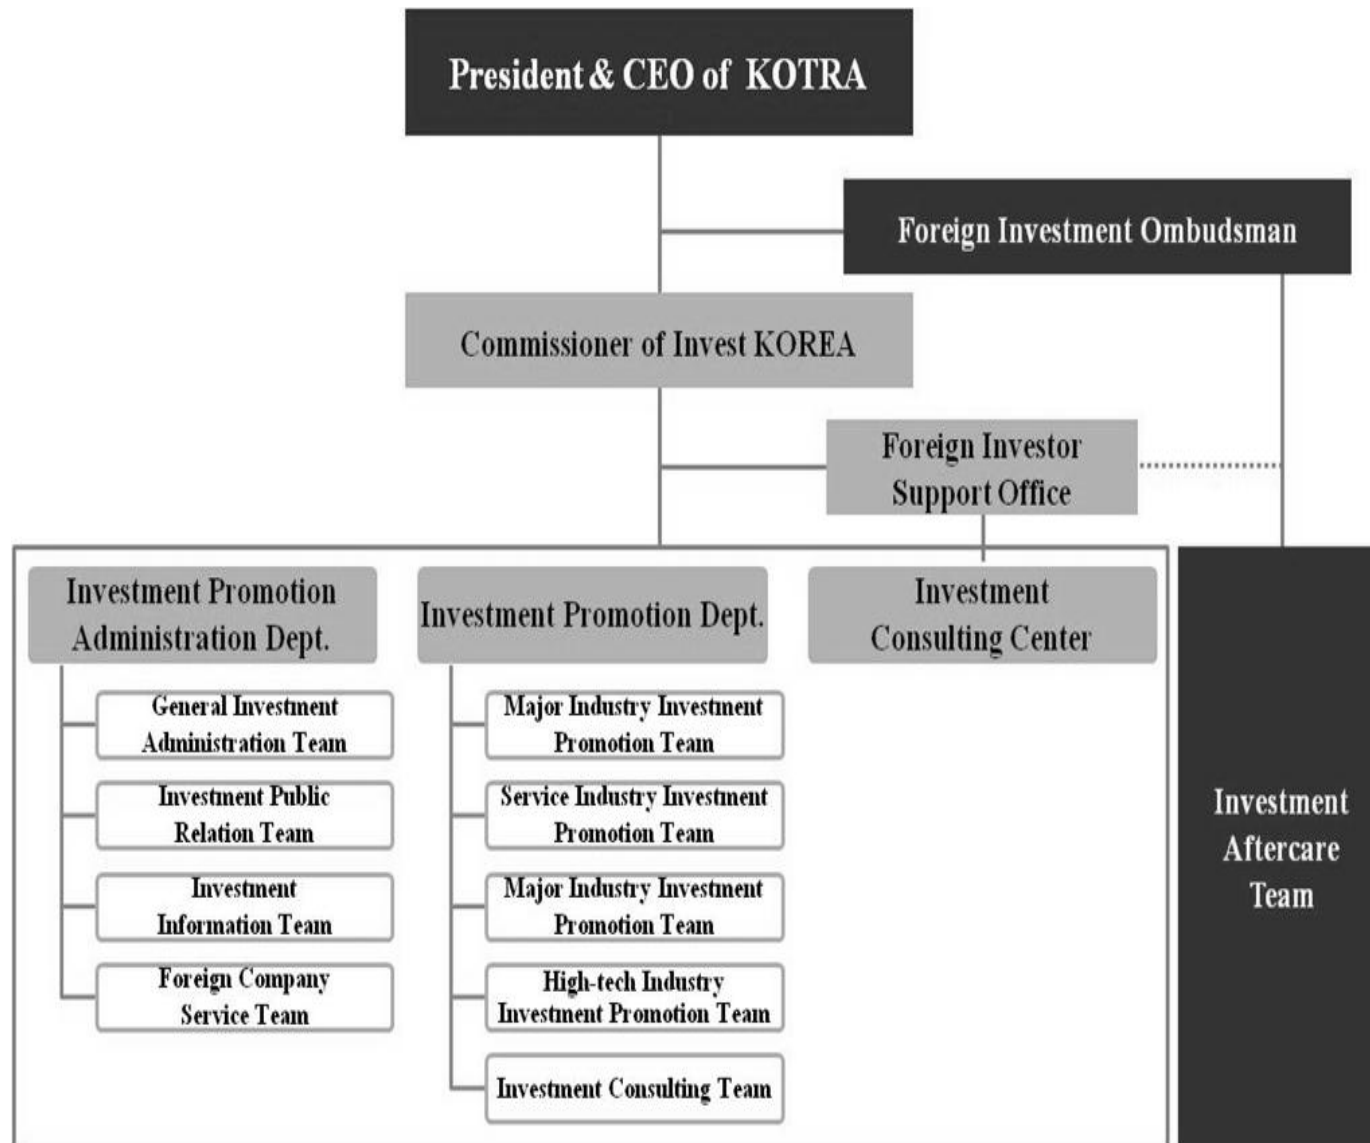 President & CEO of KOTRA
Foreign Investment Ombudsman
Commissioner of Invest KOREA
Foreign Investor
Support Office
Investment Promotion
Administration Dept.
General Investment
Administration Team
Investment Public
Relation Team
Investment
Information Team
Foreign Company
Service Team
Investment Promotion Dept.
Major Industry Investment
Promotion Team
Service Industry Investment
Promotion Team
Major Industry Investment
Promotion Team
High-tech Industry
Investment Promotion Team
Investment Consulting Team
Investment
Consulting Center
Investment
Aftercare
Team